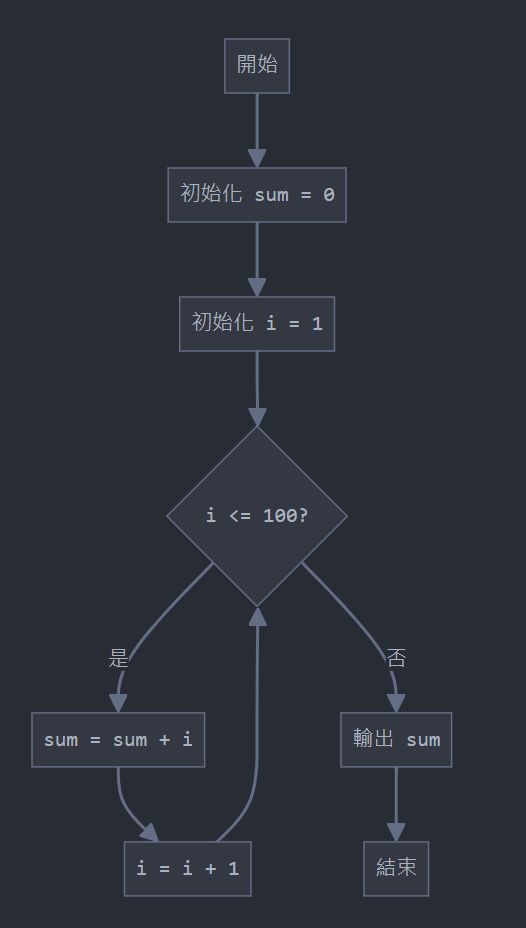 開始
初始化 sum = 0
初始化 i = 1
i <= 100?
是
否
sum = sum + i
輸出 sum
i = i + 1
結束